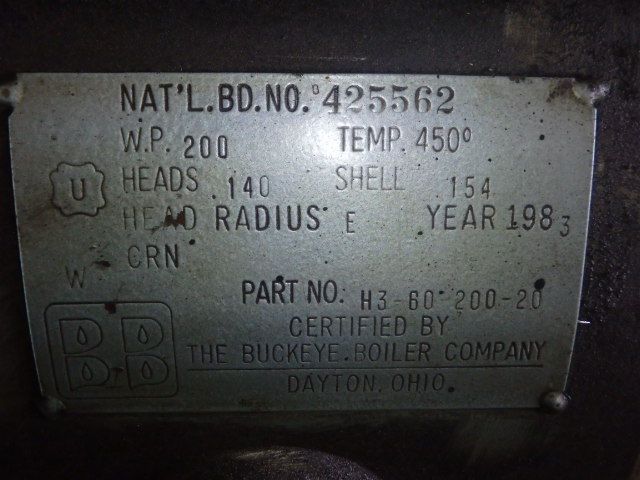 NAT'L.BD.NO. 425562
W.P. 200 TEMP. 450°
U HEADS .140 SHELL .154
HEAD RADIUS E YEAR 1983
W CRN
PART NO: H3-60-200-20
CERTIFIED BY
THE BUCKEYE BOILER COMPANY
BB DAYTON, OHIO.